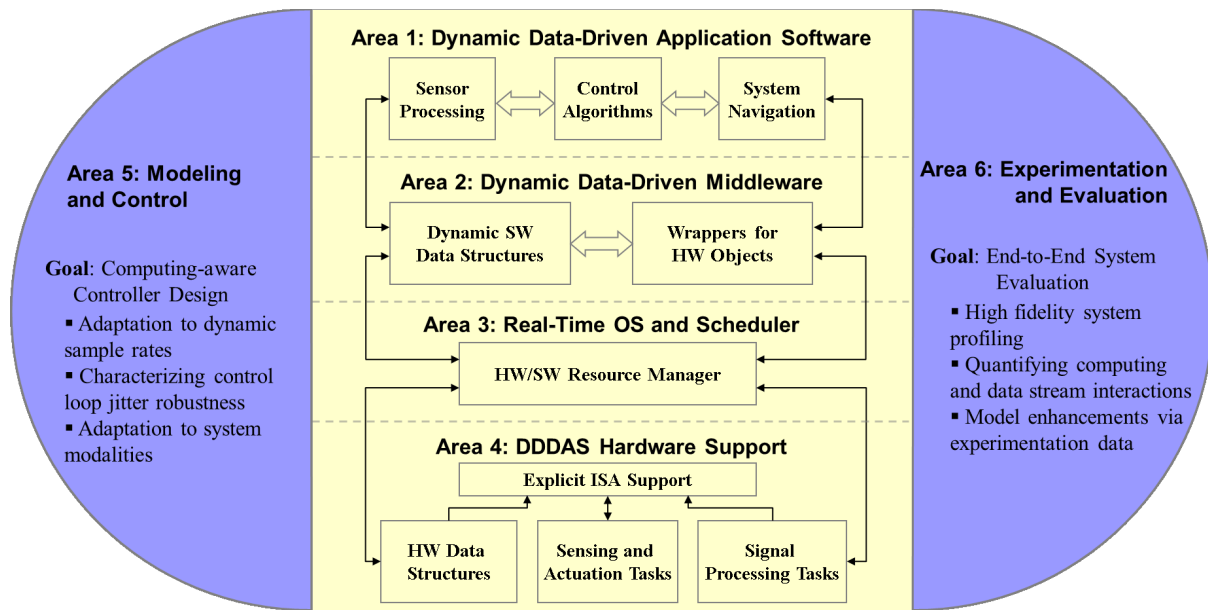 Area 1: Dynamic Data-Driven Application Software
Sensor
Processing
Control
Algorithms
System
Navigation
Area 5: Modeling
and Control
Goal: Computing-aware
Controller Design
▪ Adaptation to dynamic
sample rates
▪ Characterizing control
loop jitter robustness
▪ Adaptation to system
modalities
Area 2: Dynamic Data-Driven Middleware
Dynamic SW
Data Structures
Wrappers for
HW Objects
Area 3: Real-Time OS and Scheduler
HW/SW Resource Manager
Area 4: DDDAS Hardware Support
Explicit ISA Support
HW Data
Structures
Sensing and
Actuation Tasks
Signal
Processing Tasks
Area 6: Experimentation
and Evaluation
Goal: End-to-End System
Evaluation
▪ High fidelity system
profiling
▪ Quantifying computing
and data stream interactions
▪ Model enhancements via
experimentation data